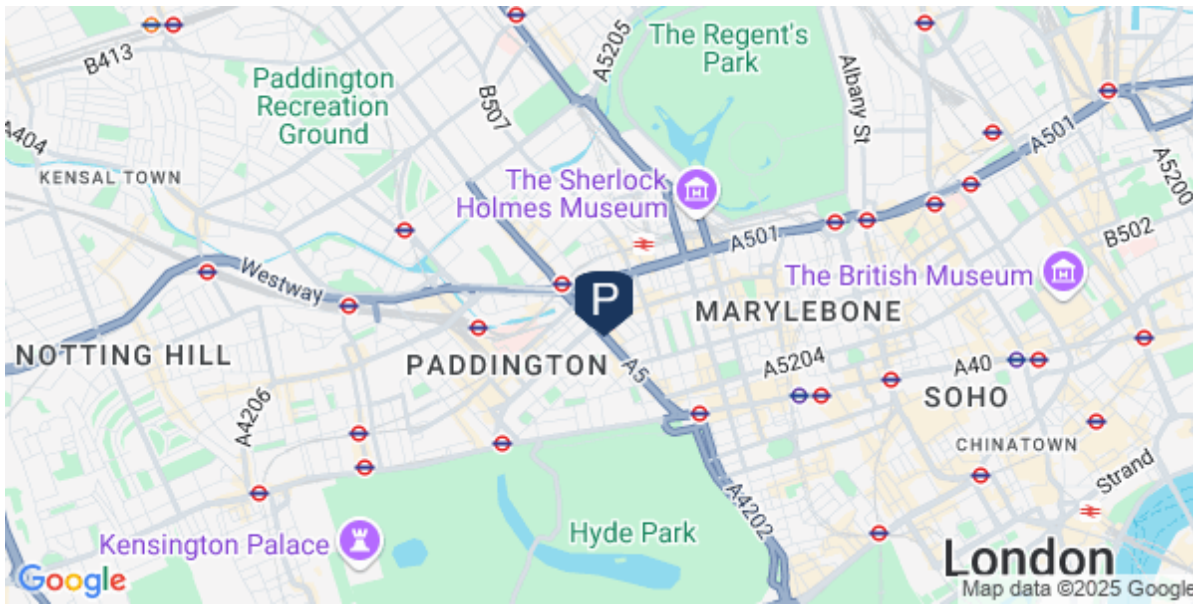 B413
A5205
The Regent's
Park
Albany St
Paddington
Recreation
Ground
B507
A501
A404
KENSAL TOWN
A5200
The Sherlock
Holmes Museum
A501
B502
Westway
The British Museum
P
MARYLEBONE
NOTTING HILL
PADDINGTON
A5
A5204
A40
SOHO
A4206
CHINATOWN
Strand
A4202
Hyde Park
Kensington Palace
London
Google
Map data ©2025 Google